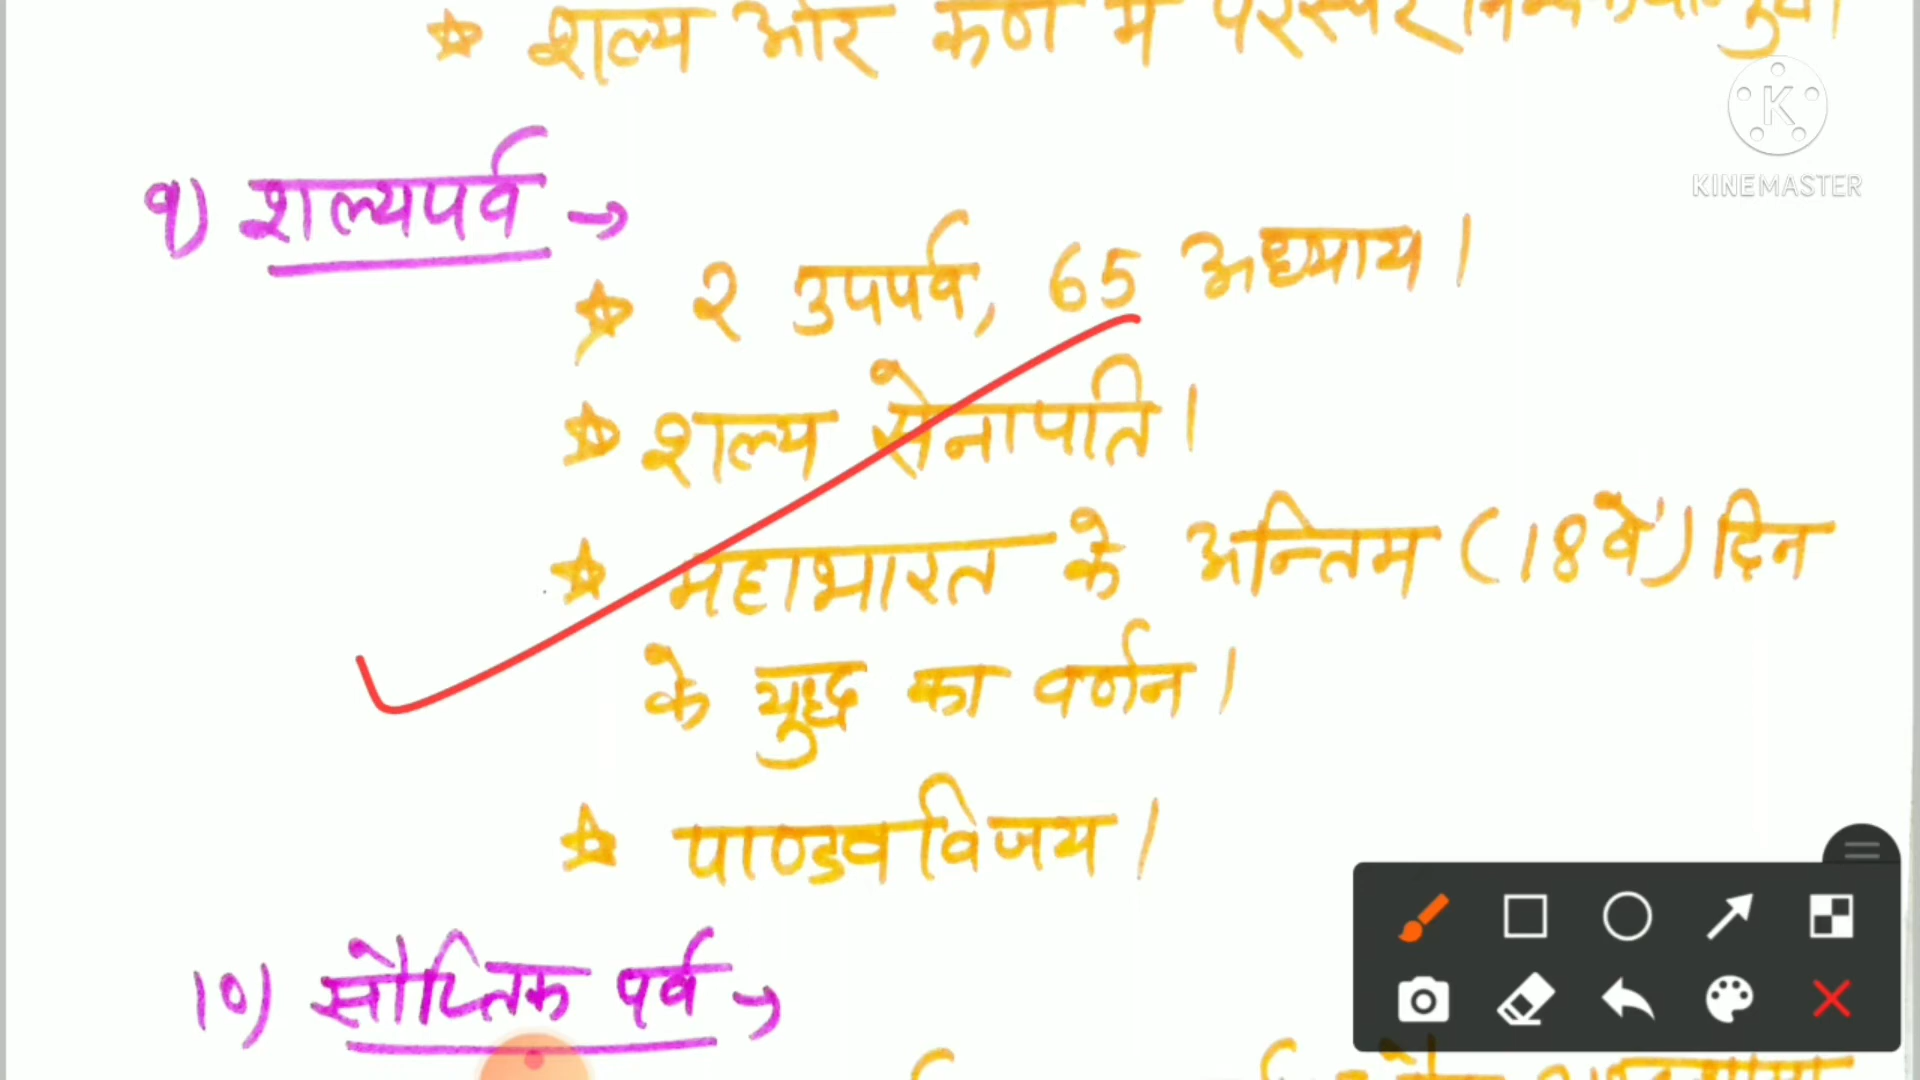 शल्य और कर्ण में परस्पर
KINEMASTER
9) शल्यपर्व →
२ उपपर्व, 65 अध्याय।
शल्य सेनापति।
महाभारत के अन्तिम (18वें) दिन
के युद्ध का वर्णन।
पाण्डवविजय।
10) सौप्तिक पर्व →